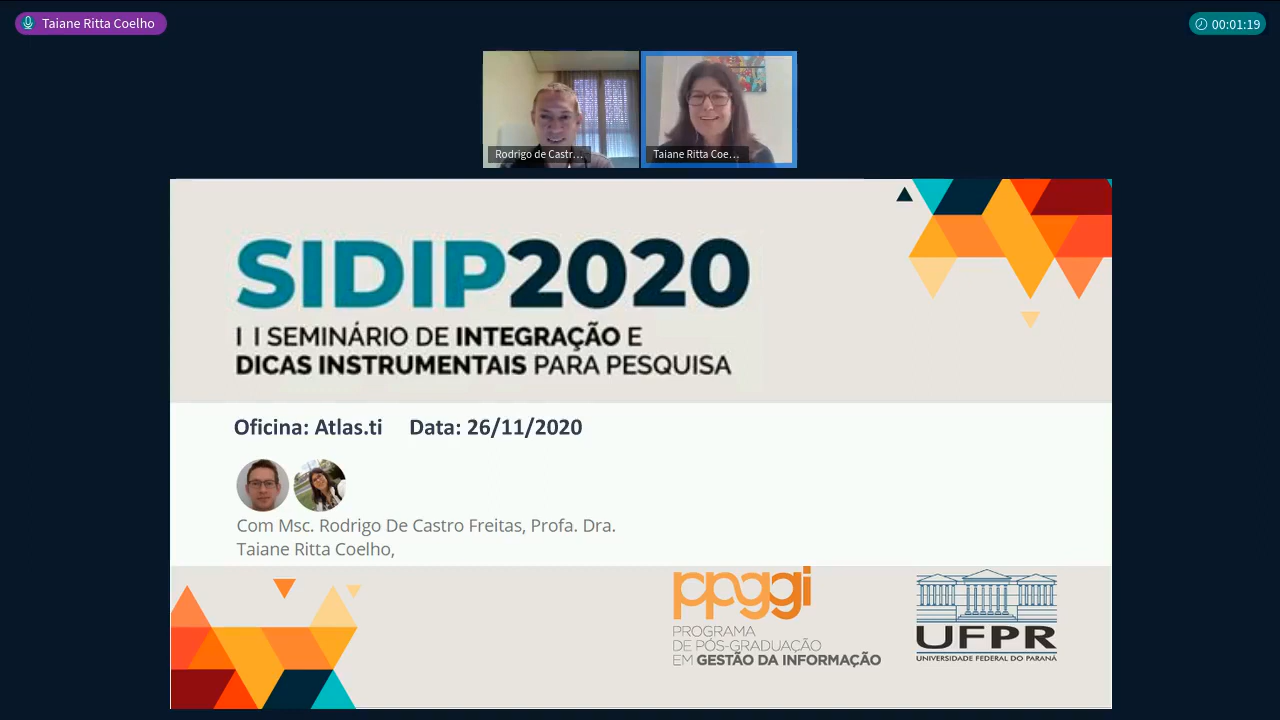 Taiane Ritta Coelho
00:01:19
Rodrigo de Castr...
Taiane Ritta Coe...
SIDIP2020
I I SEMINÁRIO DE INTEGRAÇÃO E
DICAS INSTRUMENTAIS PARA PESQUISA
Oficina: Atlas.ti Data: 26/11/2020
Com Msc. Rodrigo De Castro Freitas, Profa. Dra.
Taiane Ritta Coelho,
ppggi
PROGRAMA
DE PÓS-GRADUAÇÃO
EM GESTÃO DA INFORMAÇÃO
UFPR
UNIVERSIDADE FEDERAL DO PARANÁ